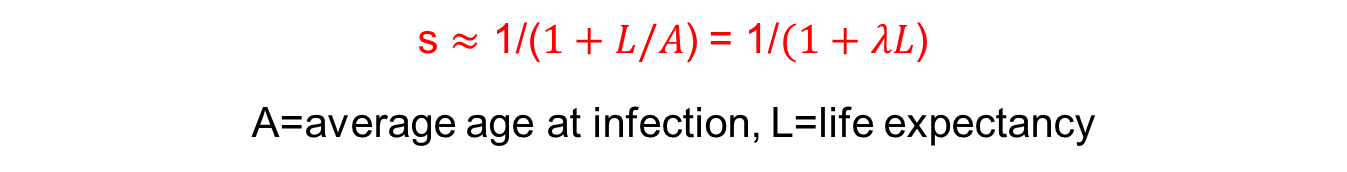 s ≈ 1/(1 + L/A) = 1/(1 + λL)
A=average age at infection, L=life expectancy